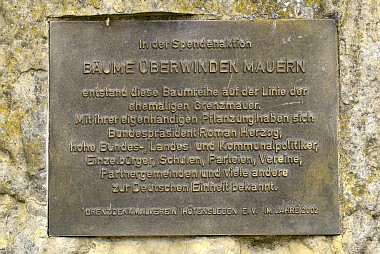 In der Spendenaktion
BÄUME ÜBERWINDEN MAUERN
entstand diese Baumreihe auf der Linie der
ehemaligen Grenzmauer.
Mit ihrer eigenhändigen Pflanzung haben sich
Bundespräsident Roman Herzog,
hohe Bundes-, Landes- und Kommunalpolitiker,
Einzelbürger, Schulen, Parteien, Vereine,
Partnergemeinden und viele andere
zur Deutschen Einheit bekannt.
GRENZDENKMALVEREIN HÖTENSLEBEN E.V. IM JAHRE 2002